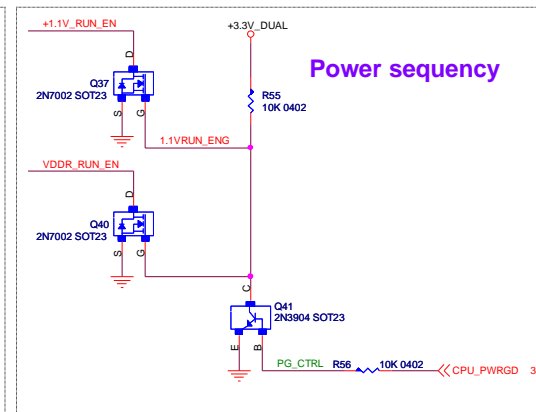 +1.1V_RUN_EN
+3.3V_DUAL
Power sequency
D
Q37
2N7002 SOT23
S
G
R55
10K 0402
1.1VRUN_ENG
VDDR_RUN_EN
D
Q40
2N7002 SOT23
S
G
C
Q41
2N3904 SOT23
E
B
PG_CTRL
R56
10K 0402
CPU_PWRGD 3